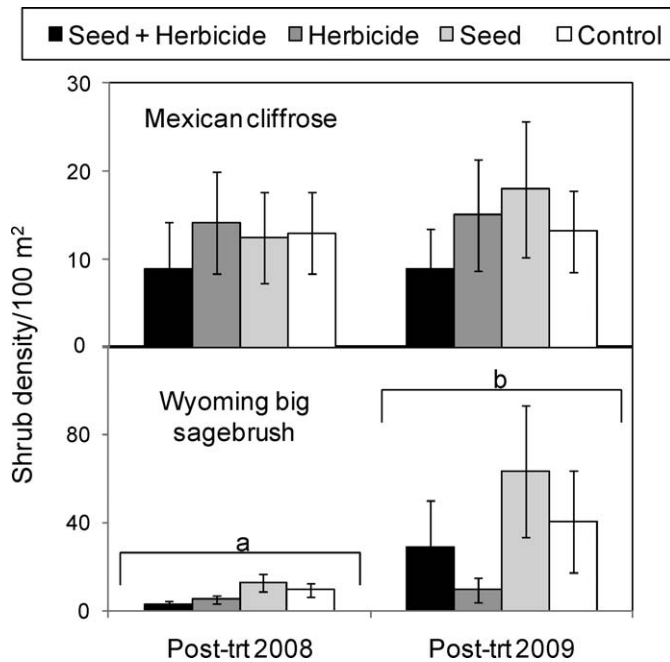 Seed + Herbicide Herbicide Seed Control
30
Mexican cliffrose
20
10
0
Shrub density/100 m²
b
Wyoming big
sagebrush
80
40
a
0
Post-trt 2008 Post-trt 2009